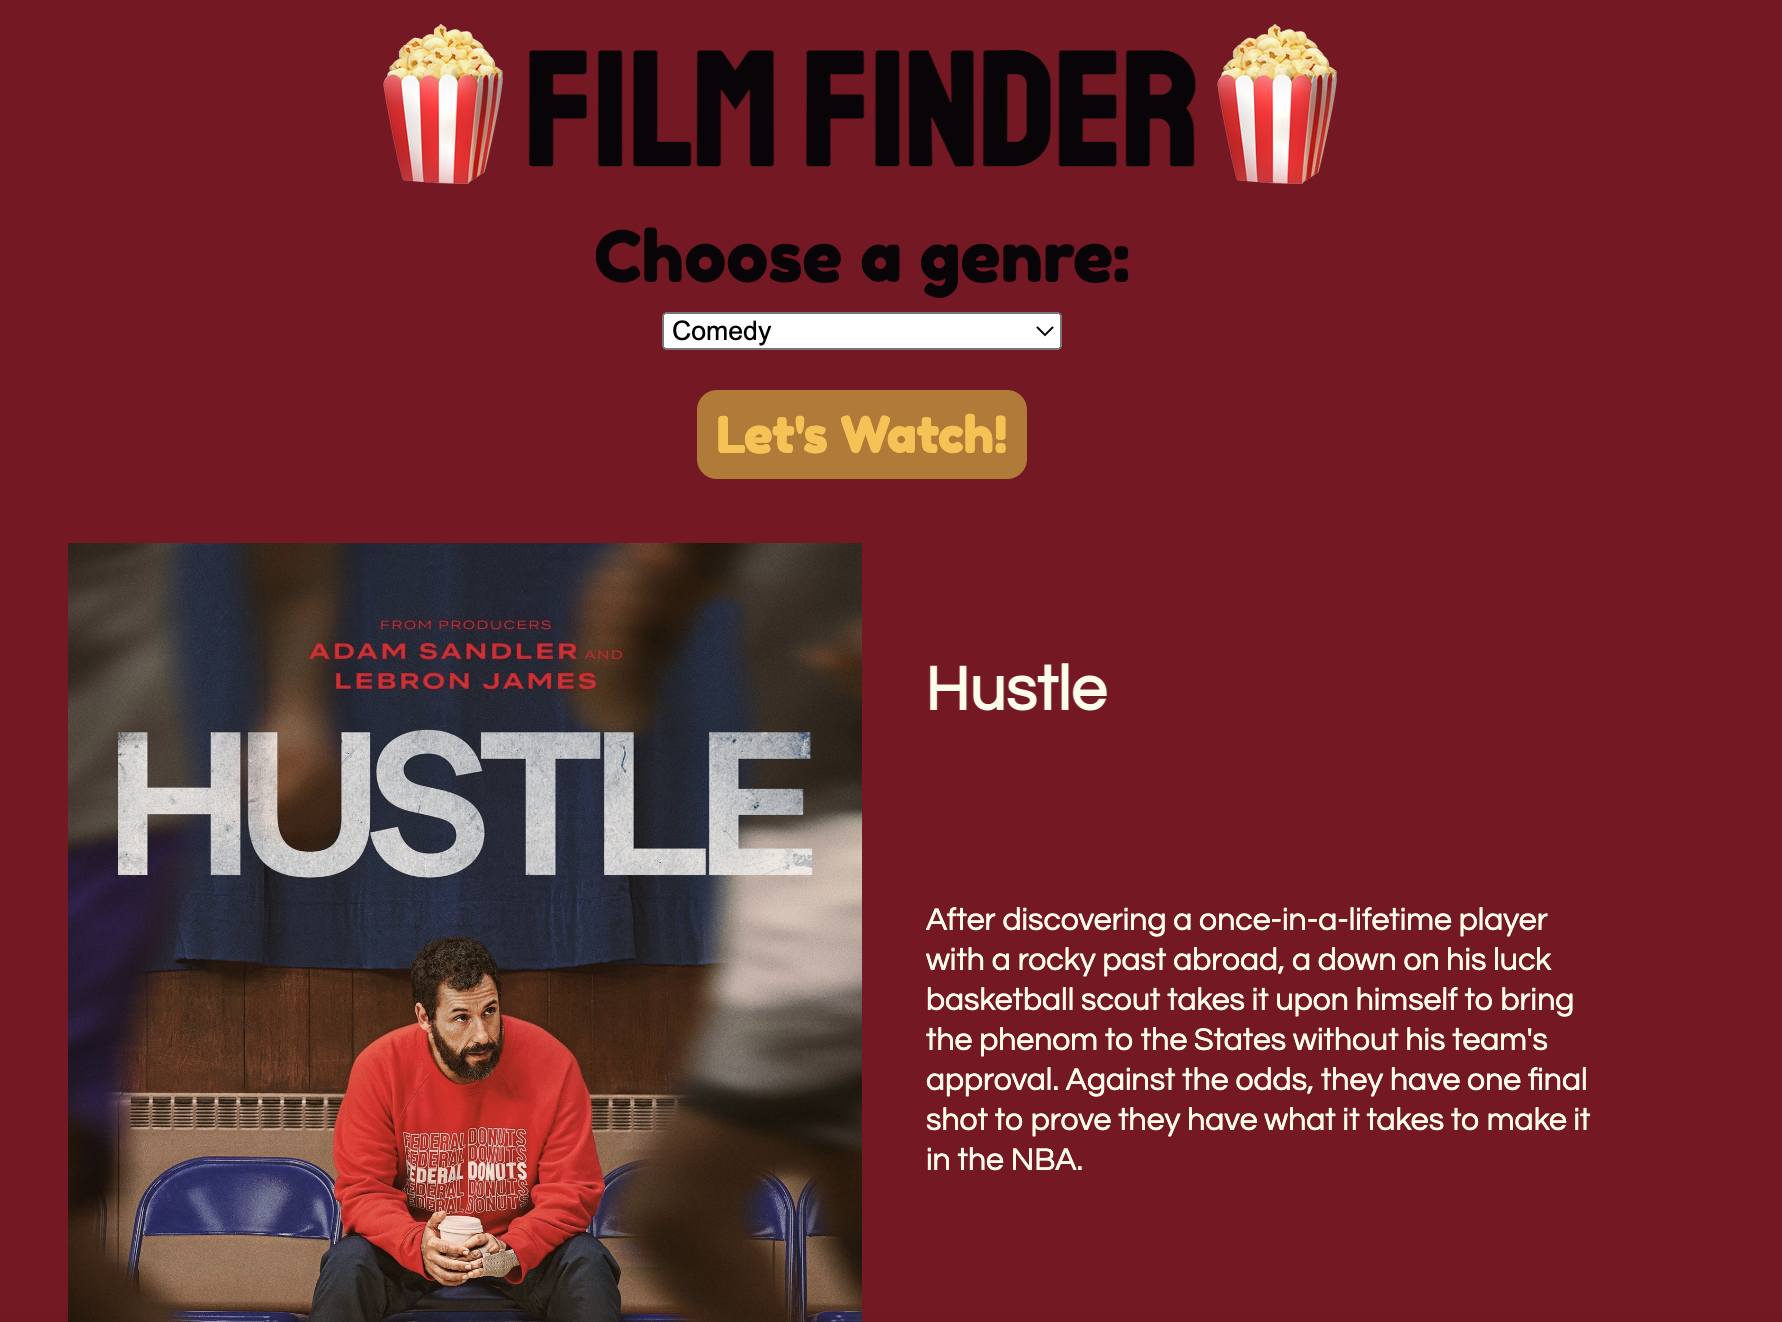 FILM FINDER
Choose a genre:
Comedy
Let's Watch!
FROM PRODUCERS
ADAM SANDLER AND
LEBRON JAMES
HUSTLE
FEDERAL DONUTS
FEDERAL DONUTS
FEDERAL DONUTS
FEDERAL DONUTS
FEDERAL DONUTS
Hustle
After discovering a once-in-a-lifetime player
with a rocky past abroad, a down on his luck
basketball scout takes it upon himself to bring
the phenom to the States without his team's
approval. Against the odds, they have one final
shot to prove they have what it takes to make it
in the NBA.